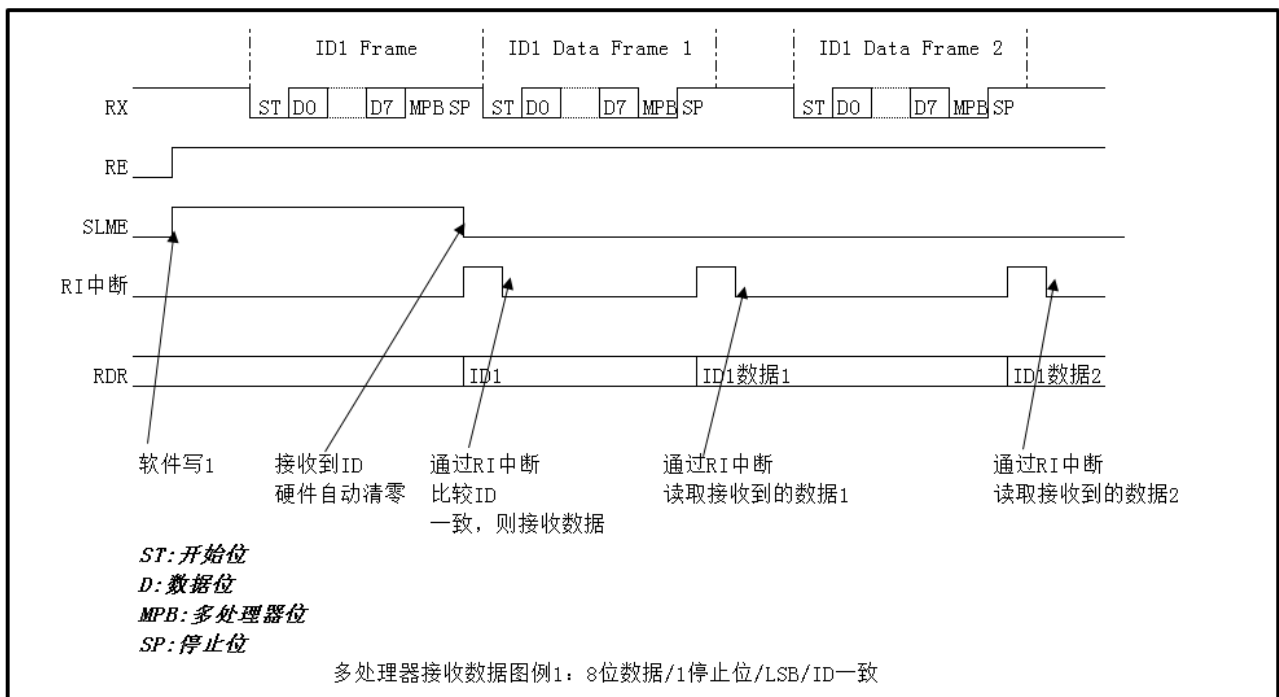 ID1 Frame ID1 Data Frame 1 ID1 Data Frame 2
RX ST D0 D7 MPB SP ST D0 D7 MPB SP ST D0 D7 MPB SP
RE
SLME
RI中断
RDR ID1 ID1数据1 ID1数据2
软件写1 接收到ID 通过RI中断 通过RI中断 通过RI中断
硬件自动清零 比较ID 读取接收到的数据1 读取接收到的数据2
一致，则接收数据
ST:开始位
D:数据位
MPB:多处理器位
SP:停止位
多处理器接收数据图例1：8位数据/1停止位/LSB/ID一致